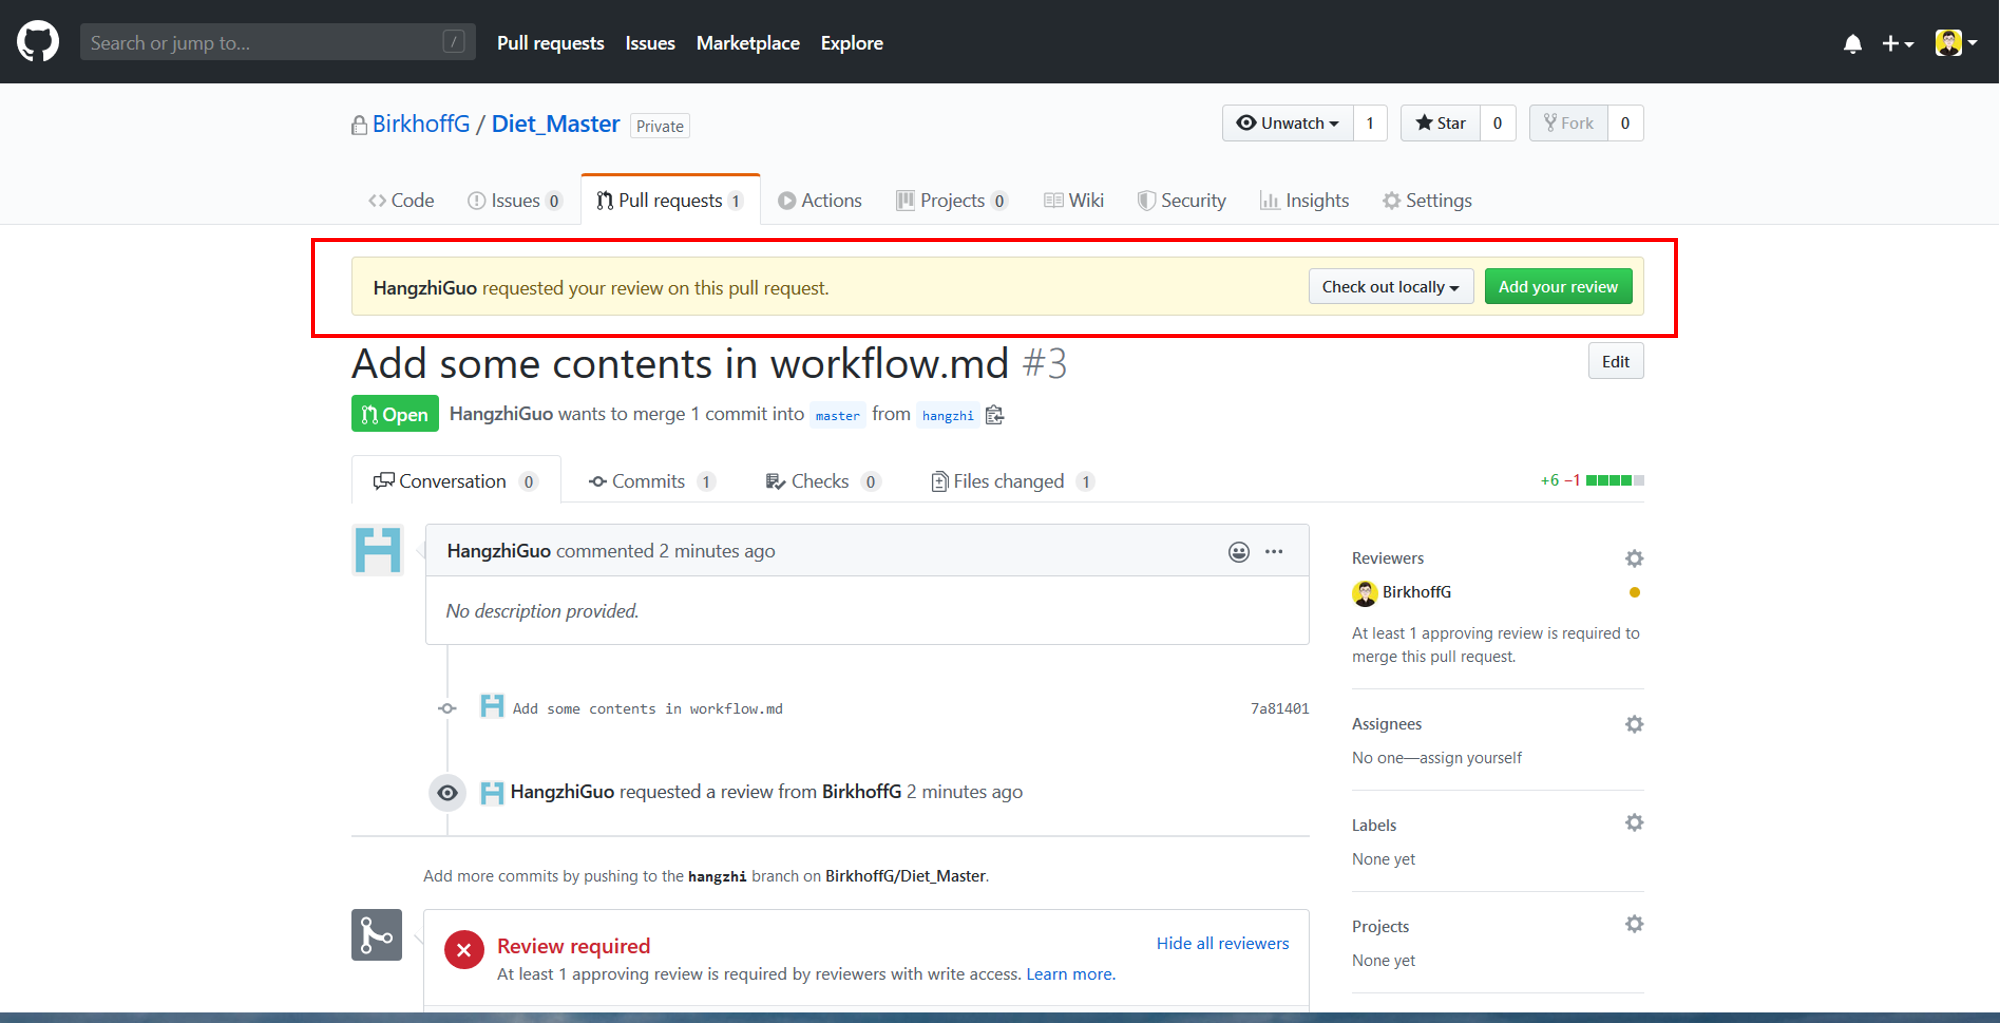 Search or jump to... / Pull requests Issues Marketplace Explore
BirkhoffG / Diet_Master Private Unwatch 1 Star 0 Fork 0
Code Issues 0 Pull requests 1 Actions Projects 0 Wiki Security Insights Settings
HangzhiGuo requested your review on this pull request. Check out locally Add your review
Add some contents in workflow.md #3 Edit
Open HangzhiGuo wants to merge 1 commit into master from hangzhi
Conversation 0 Commits 1 Checks 0 Files changed 1 +6 −1
HangzhiGuo commented 2 minutes ago
No description provided.
Add some contents in workflow.md 7a81401
HangzhiGuo requested a review from BirkhoffG 2 minutes ago
Add more commits by pushing to the hangzhi branch on BirkhoffG/Diet_Master.
Review required Hide all reviewers
At least 1 approving review is required by reviewers with write access. Learn more.
Reviewers
BirkhoffG
At least 1 approving review is required to
merge this pull request.
Assignees
No one—assign yourself
Labels
None yet
Projects
None yet